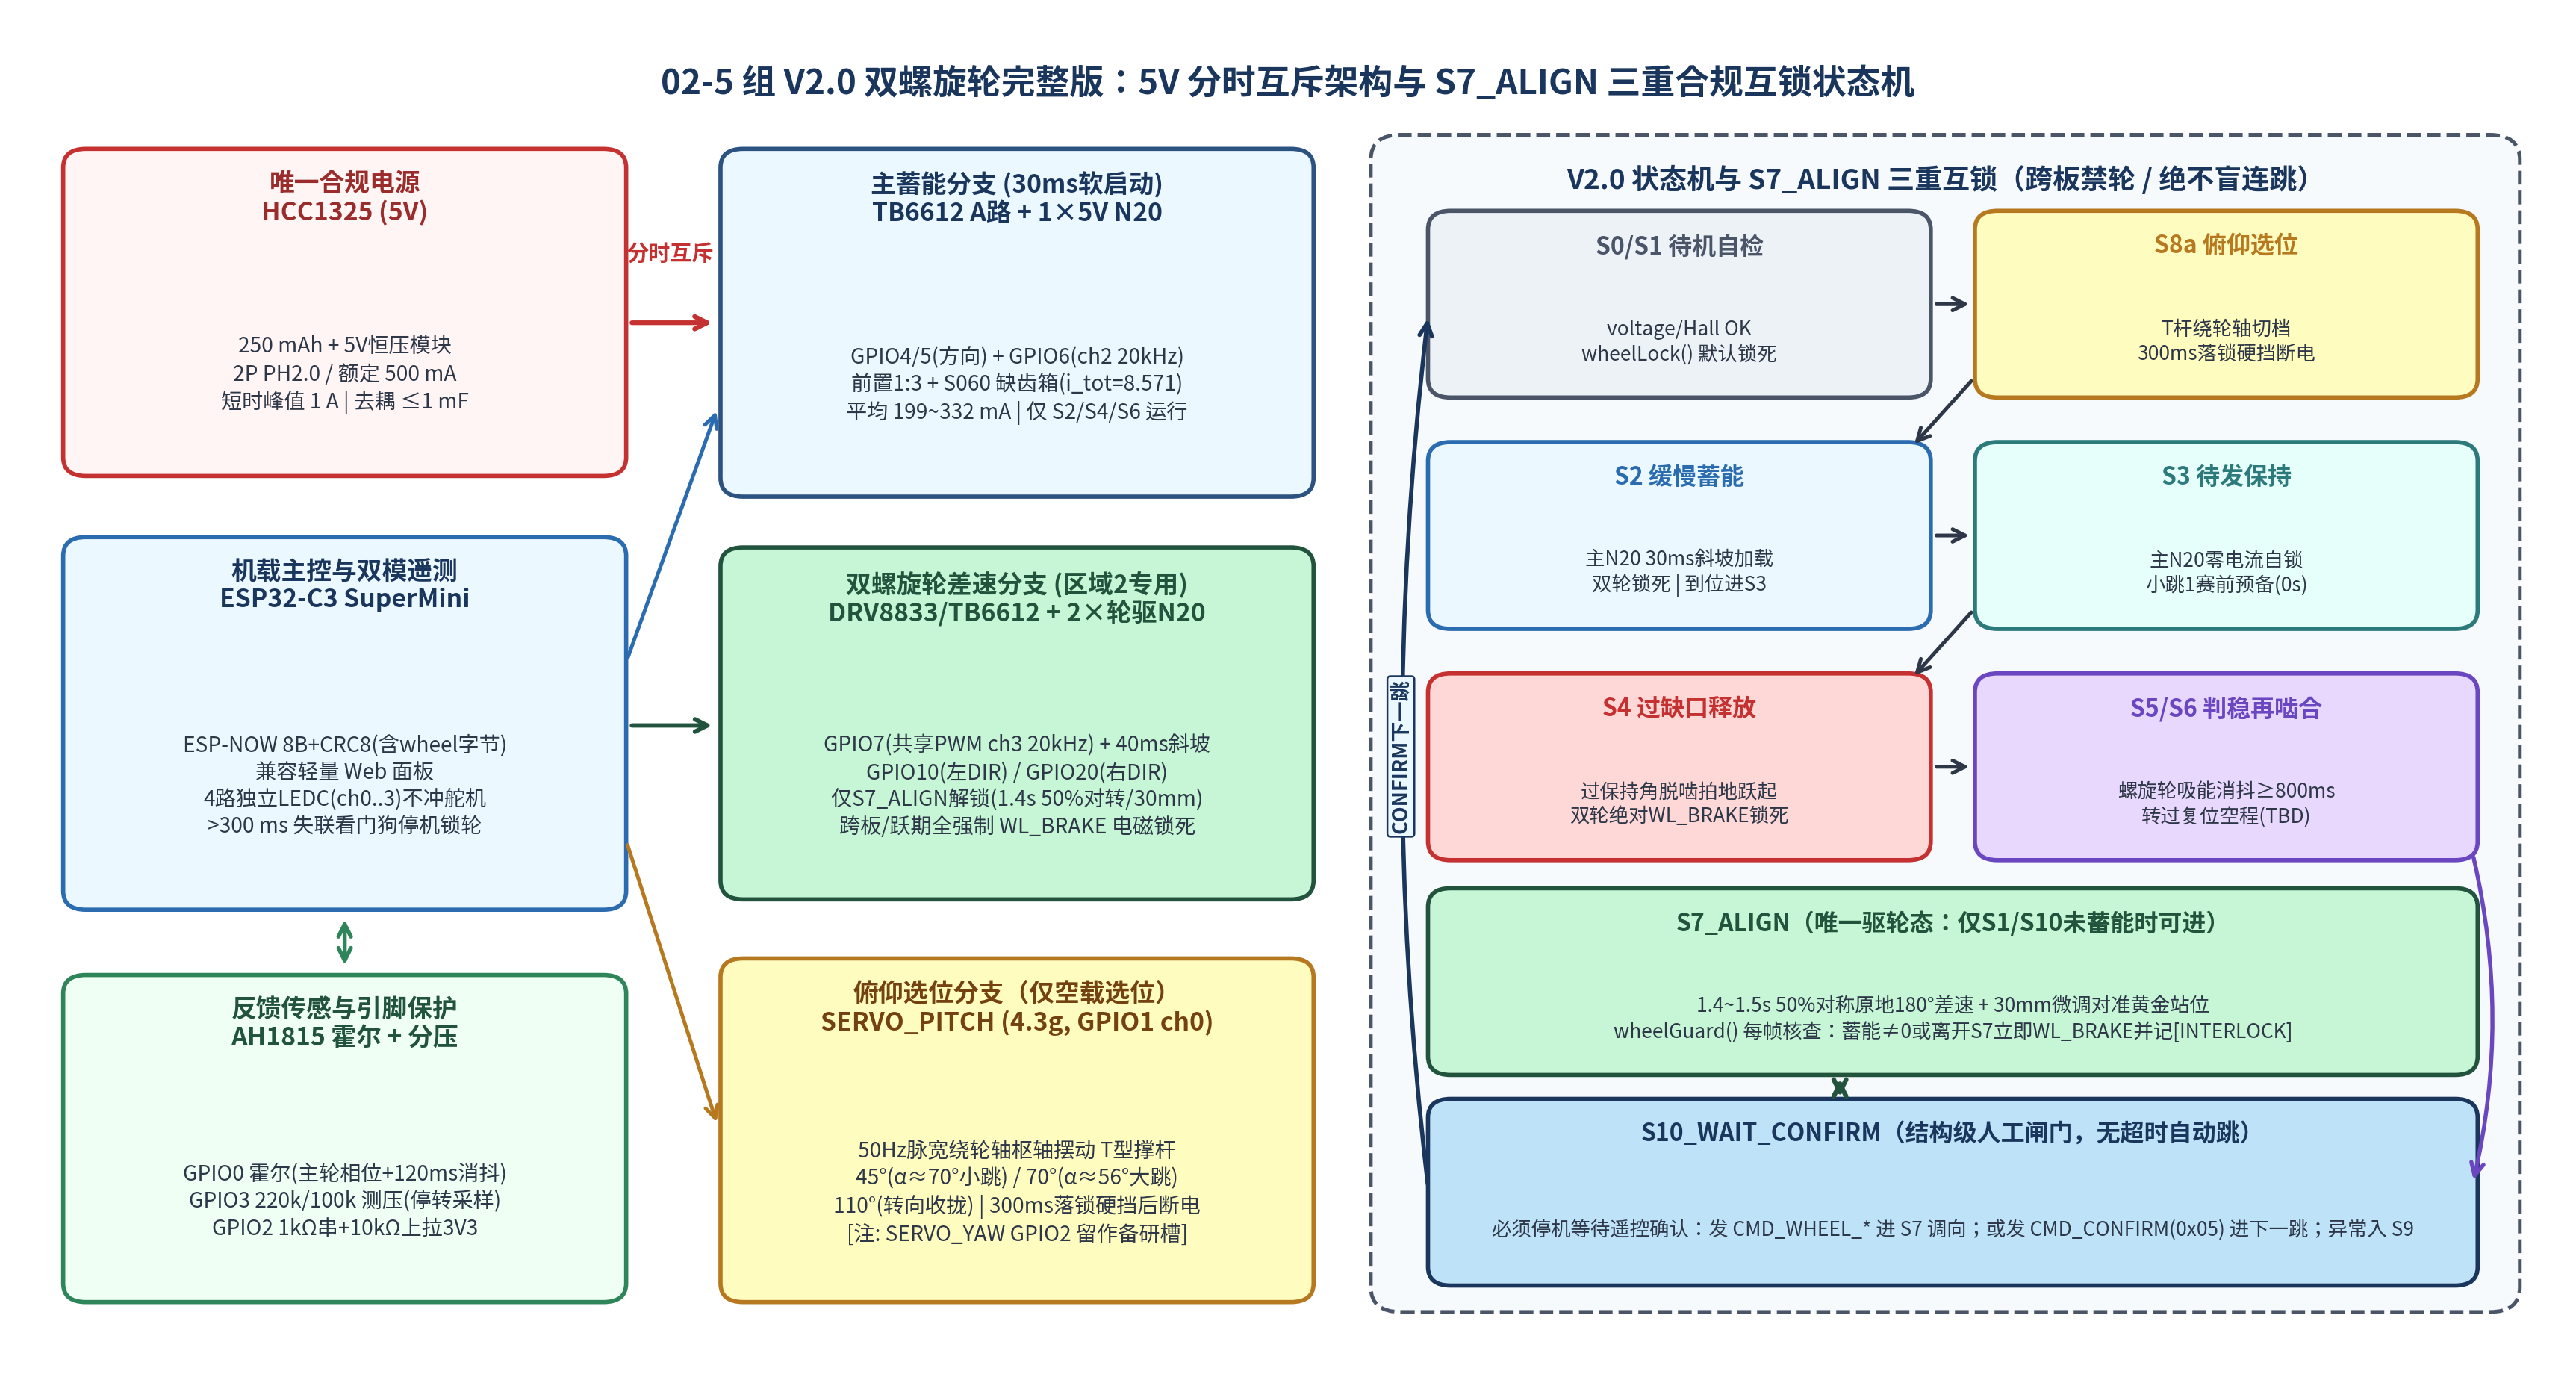 02-5 组 V2.0 双螺旋轮完整版：5V 分时互斥架构与 S7_ALIGN 三重合规互锁状态机
唯一合规电源
HCC1325 (5V)
250 mAh + 5V恒压模块
2P PH2.0 / 额定 500 mA
短时峰值 1 A | 去耦 ≤1 mF
分时互斥
主蓄能分支 (30ms软启动)
TB6612 A路 + 1×5V N20
GPIO4/5(方向) + GPIO6(ch2 20kHz)
前置1:3 + S060 缺齿箱(i_tot=8.571)
平均 199~332 mA | 仅 S2/S4/S6 运行
机载主控与双模遥测
ESP32-C3 SuperMini
ESP-NOW 8B+CRC8(含wheel字节)
兼容轻量 Web 面板
4路独立LEDC(ch0..3)不冲舵机
>300 ms 失联看门狗停机锁轮
双螺旋轮差速分支 (区域2专用)
DRV8833/TB6612 + 2×轮驱N20
GPIO7(共享PWM ch3 20kHz) + 40ms斜坡
GPIO10(左DIR) / GPIO20(右DIR)
仅S7_ALIGN解锁(1.4s 50%对转/30mm)
跨板/跃期全强制 WL_BRAKE 电磁锁死
反馈传感与引脚保护
AH1815 霍尔 + 分压
GPIO0 霍尔(主轮相位+120ms消抖)
GPIO3 220k/100k 测压(停转采样)
GPIO2 1kΩ串+10kΩ上拉3V3
俯仰选位分支（仅空载选位）
SERVO_PITCH (4.3g, GPIO1 ch0)
50Hz脉宽绕轮轴枢轴摆动 T型撑杆
45°(α≈70°小跳) / 70°(α≈56°大跳)
110°(转向收拢) | 300ms落锁硬挡后断电
[注: SERVO_YAW GPIO2 留作备研槽]
V2.0 状态机与 S7_ALIGN 三重互锁（跨板禁轮 / 绝不盲连跳）
S0/S1 待机自检
voltage/Hall OK
wheelLock() 默认锁死
S8a 俯仰选位
T杆绕轮轴切档
300ms落锁硬挡断电
S2 缓慢蓄能
主N20 30ms斜坡加载
双轮锁死 | 到位进S3
S3 待发保持
主N20零电流自锁
小跳1赛前预备(0s)
S4 过缺口释放
过保持角脱啮拍地跃起
双轮绝对WL_BRAKE锁死
S5/S6 判稳再啮合
螺旋轮吸能消抖≥800ms
转过复位空程(TBD)
CONFIRM下一跳
S7_ALIGN（唯一驱轮态：仅S1/S10未蓄能时可进）
1.4~1.5s 50%对称原地180°差速 + 30mm微调对准黄金站位
wheelGuard() 每帧核查：蓄能≠0或离开S7立即WL_BRAKE并记[INTERLOCK]
S10_WAIT_CONFIRM（结构级人工闸门，无超时自动跳）
必须停机等待遥控确认：发 CMD_WHEEL_* 进 S7 调向；或发 CMD_CONFIRM(0x05) 进下一跳；异常入 S9